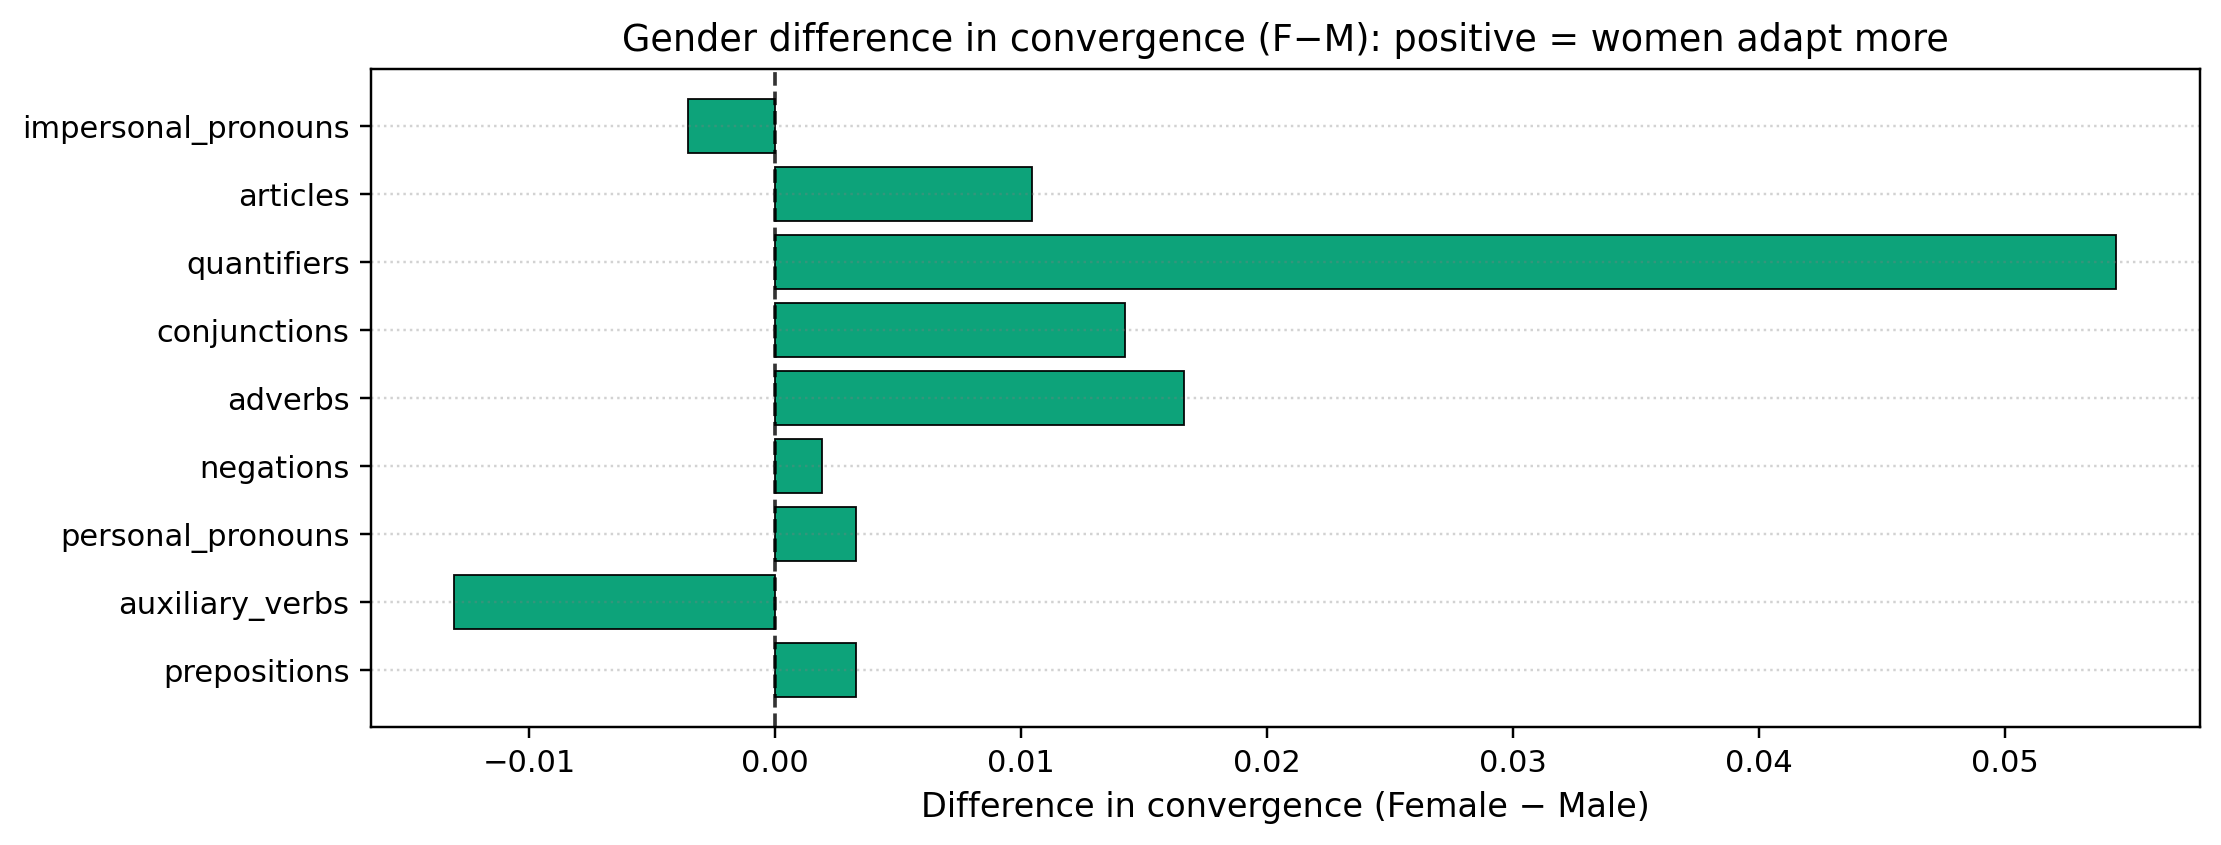 Gender difference in convergence (F−M): positive = women adapt more
impersonal_pronouns
articles
quantifiers
conjunctions
adverbs
negations
personal_pronouns
auxiliary_verbs
prepositions
−0.01 0.00 0.01 0.02 0.03 0.04 0.05
Difference in convergence (Female − Male)